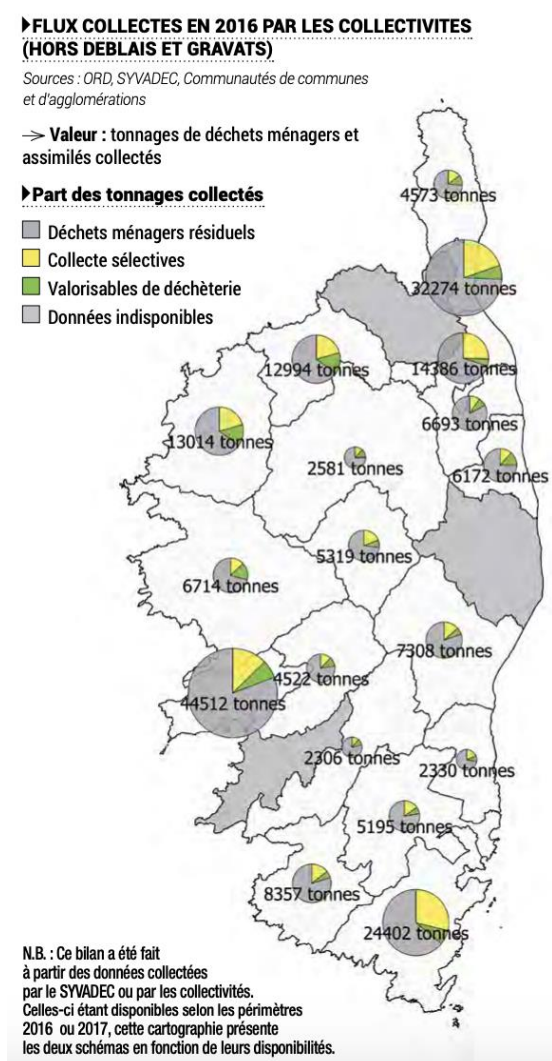 FLUX COLLECTES EN 2016 PAR LES COLLECTIVITES
(HORS DEBLAIS ET GRAVATS)
Sources : ORD, SYVADEC, Communautés de communes
et d'agglomérations
Valeur : tonnages de déchets ménagers et
assimilés collectés
Part des tonnages collectés
Déchets ménagers résiduels
Collecte sélectives
Valorisables de déchèterie
Données indisponibles
4573 tonnes
32274 tonnes
12994 tonnes
14386 tonnes
6693 tonnes
13014 tonnes
2581 tonnes
6172 tonnes
5319 tonnes
6714 tonnes
7308 tonnes
4522 tonnes
44512 tonnes
2306 tonnes
2330 tonnes
5195 tonnes
8357 tonnes
24402 tonnes
N.B. : Ce bilan a été fait
à partir des données collectées
par le SYVADEC ou par les collectivités.
Celles-ci étant disponibles selon les périmètres
2016 ou 2017, cette cartographie présente
les deux schémas en fonction de leurs disponibilités.